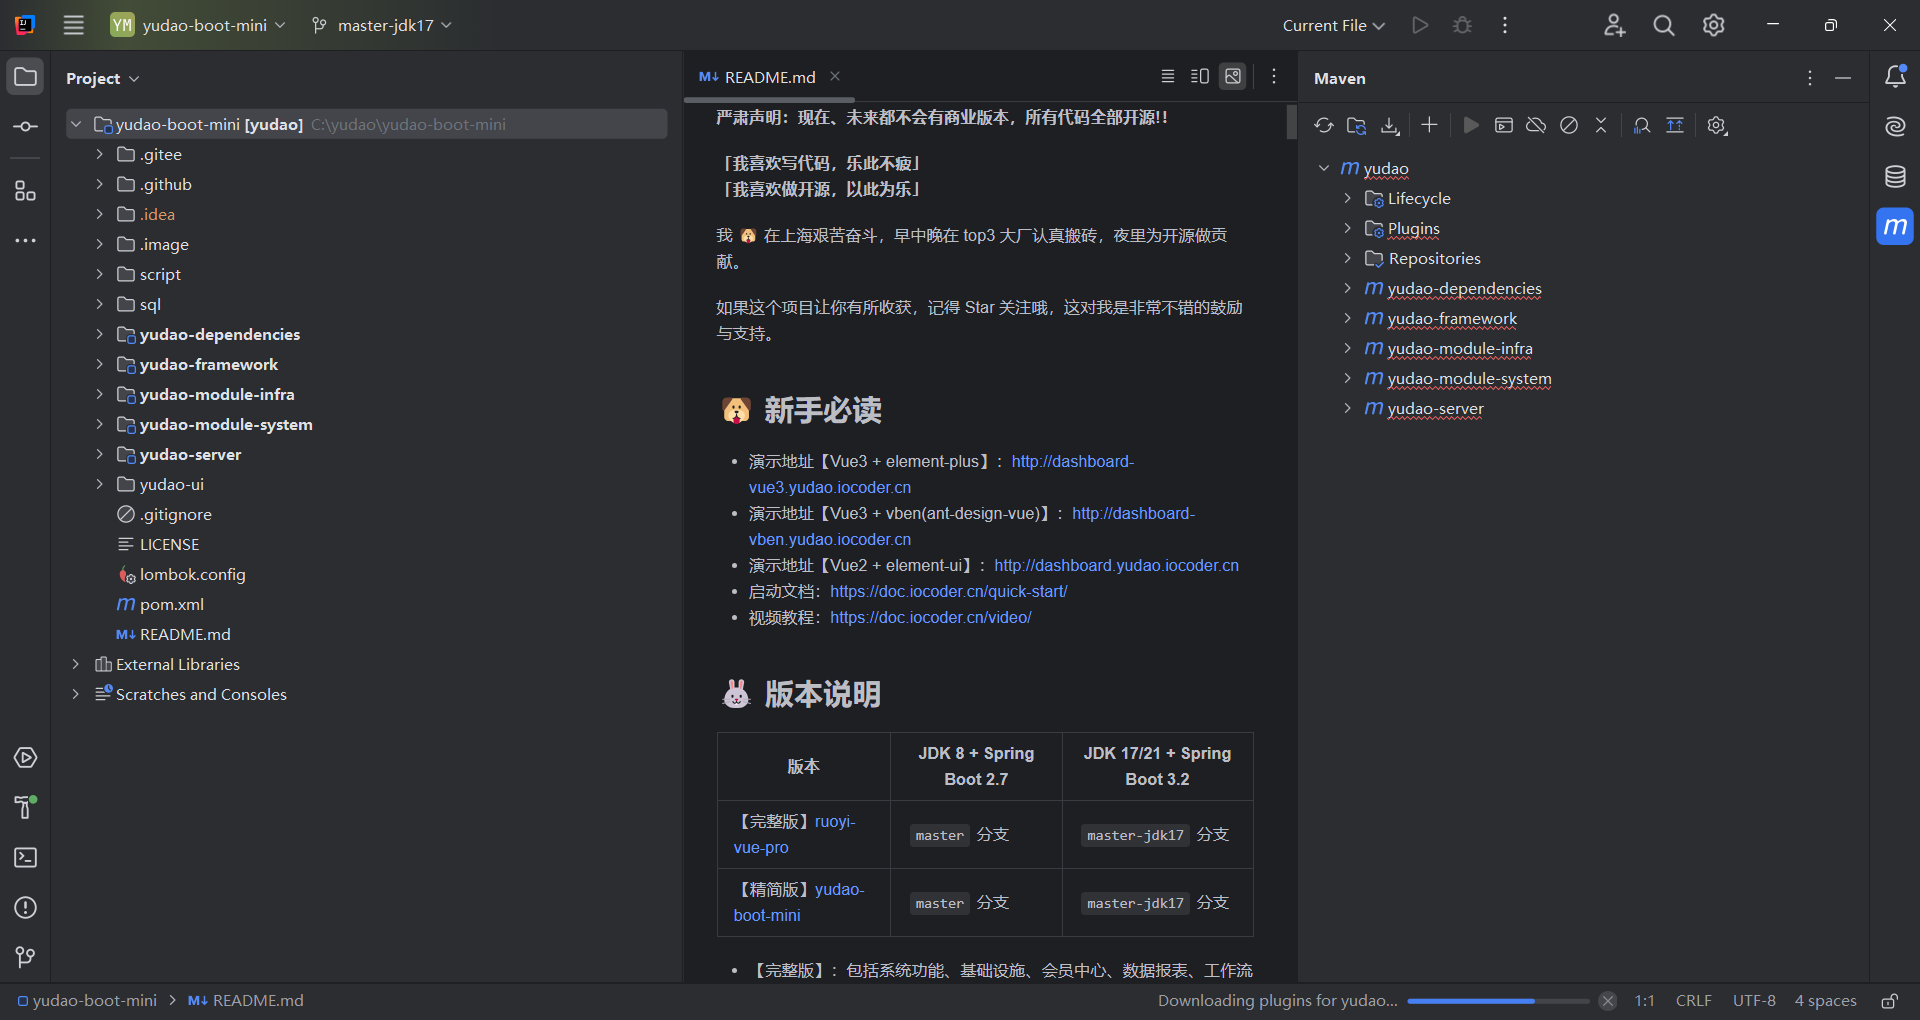 YM yudao-boot-mini
master-jdk17
Current File
Project
yudao-boot-mini [yudao] C:\yudao\yudao-boot-mini
.gitee
.github
.idea
.image
script
sql
yudao-dependencies
yudao-framework
yudao-module-infra
yudao-module-system
yudao-server
yudao-ui
.gitignore
LICENSE
lombok.config
m pom.xml
M↓ README.md
External Libraries
Scratches and Consoles
M↓ README.md
严肃声明：现在、未来都不会有商业版本，所有代码全部开源!!
「我喜欢写代码，乐此不疲」
「我喜欢做开源，以此为乐」
我 🐶 在上海艰苦奋斗，早中晚在 top3 大厂认真搬砖，夜里为开源做贡
献。
如果这个项目让你有所收获，记得 Star 关注哦，这对我是非常不错的鼓励
与支持。
🐶 新手必读
• 演示地址【Vue3 + element-plus】：http://dashboard-
vue3.yudao.iocoder.cn
• 演示地址【Vue3 + vben(ant-design-vue)】：http://dashboard-
vben.yudao.iocoder.cn
• 演示地址【Vue2 + element-ui】：http://dashboard.yudao.iocoder.cn
• 启动文档：https://doc.iocoder.cn/quick-start/
• 视频教程：https://doc.iocoder.cn/video/
🐰 版本说明
版本
JDK 8 + Spring
Boot 2.7
JDK 17/21 + Spring
Boot 3.2
【完整版】ruoyi-
vue-pro
master 分支
master-jdk17 分支
【精简版】yudao-
boot-mini
master 分支
master-jdk17 分支
• 【完整版】：包括系统功能、基础设施、会员中心、数据报表、工作流
Maven
m yudao
Lifecycle
Plugins
Repositories
m yudao-dependencies
m yudao-framework
m yudao-module-infra
m yudao-module-system
m yudao-server
m
yudao-boot-mini > M↓ README.md
Downloading plugins for yudao...
1:1
CRLF
UTF-8
4 spaces